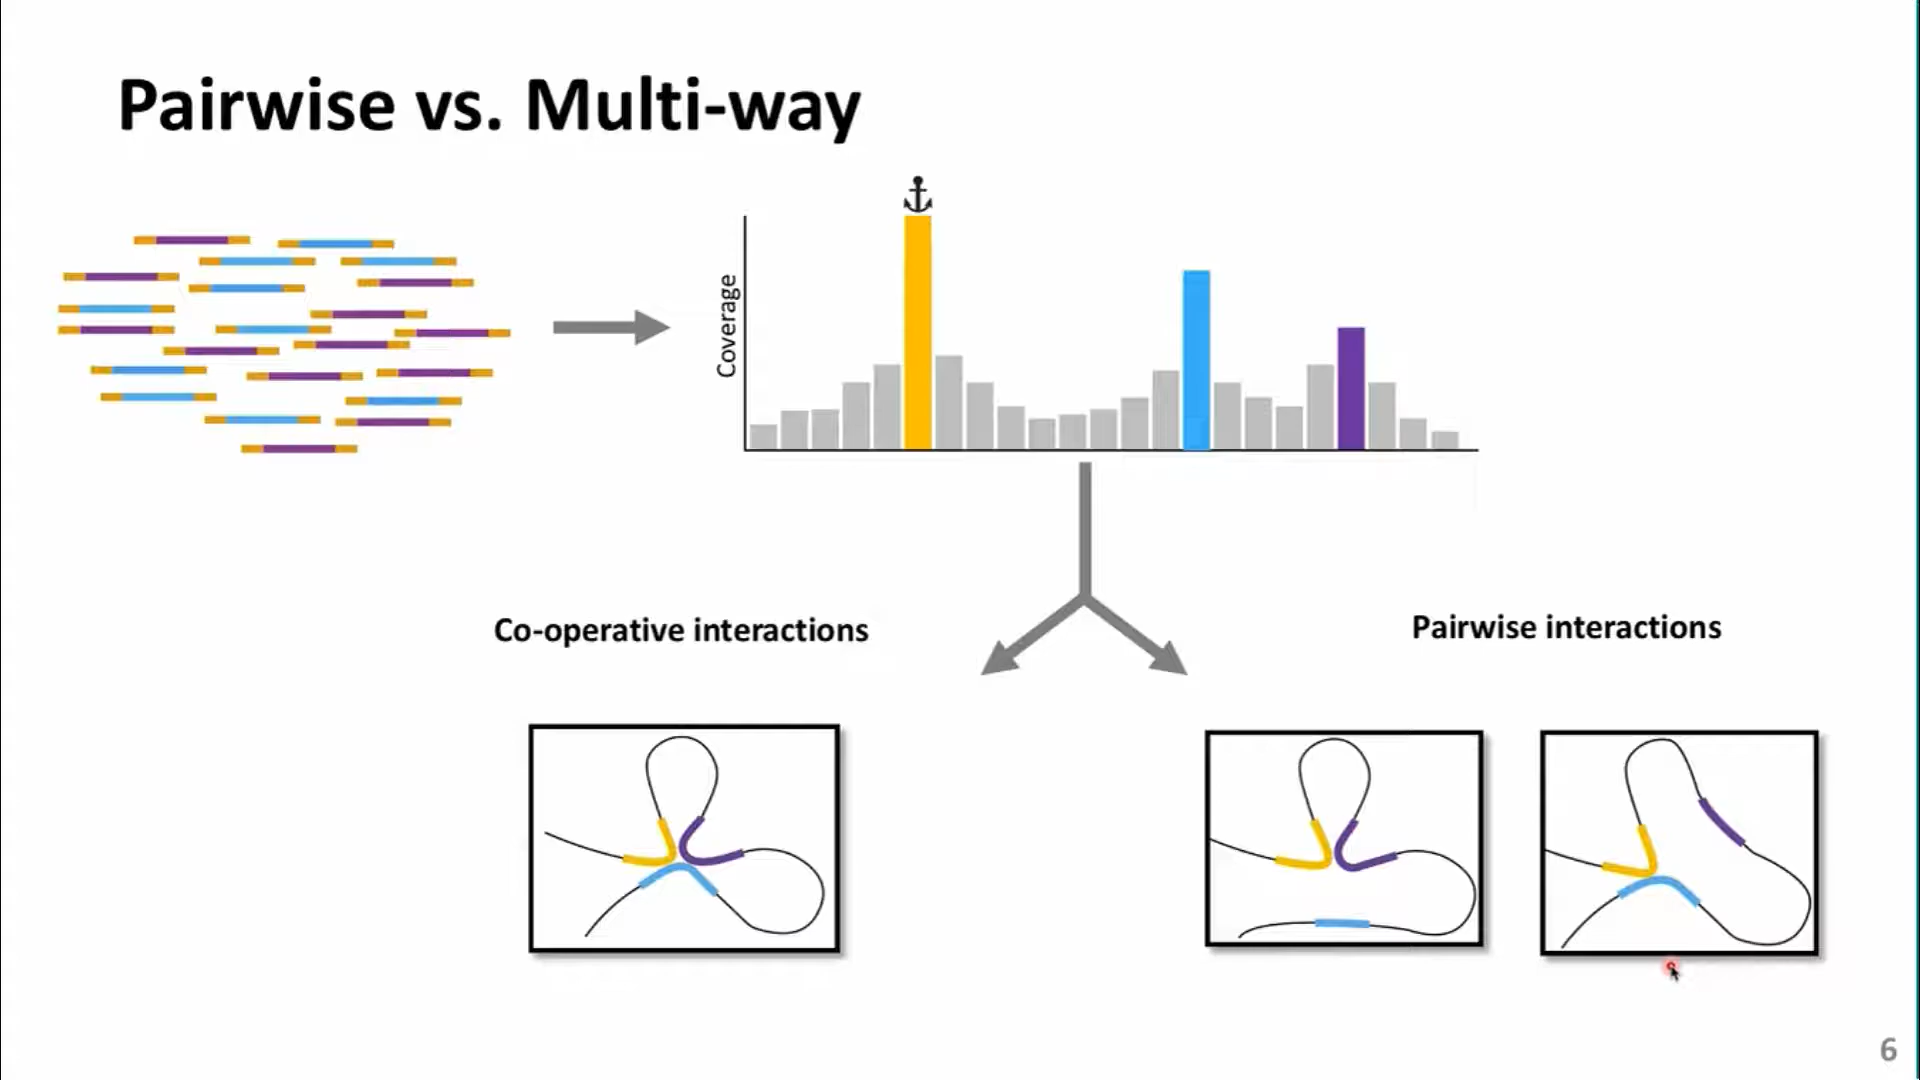 Pairwise vs. Multi-way
Coverage
Co-operative interactions
Pairwise interactions
6